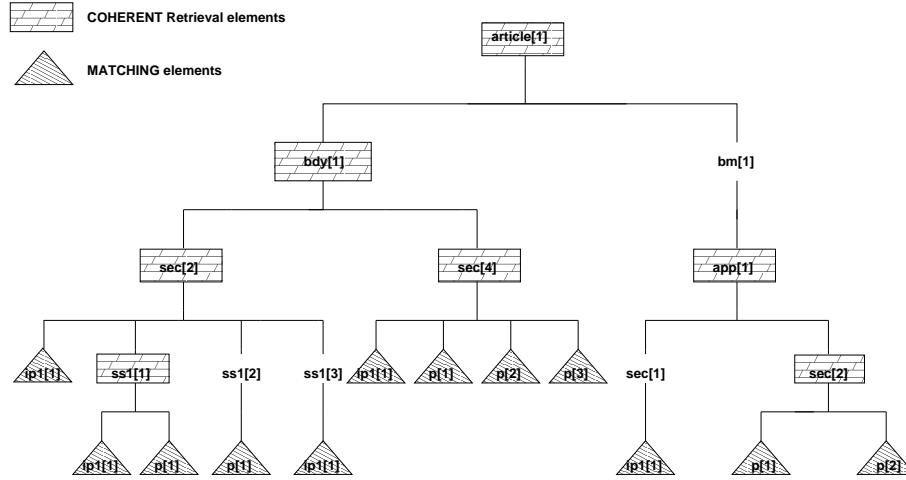 COHERENT Retrieval elements
article[1]
MATCHING elements
bdy[1]
bm[1]
sec[2]
sec[4]
app[1]
ip1[1]
ss1[1]
ss1[2]
ss1[3]
ip1[1]
p[1]
p[2]
p[3]
sec[1]
sec[2]
ip1[1]
p[1]
p[1]
ip1[1]
ip1[1]
p[1]
p[2]